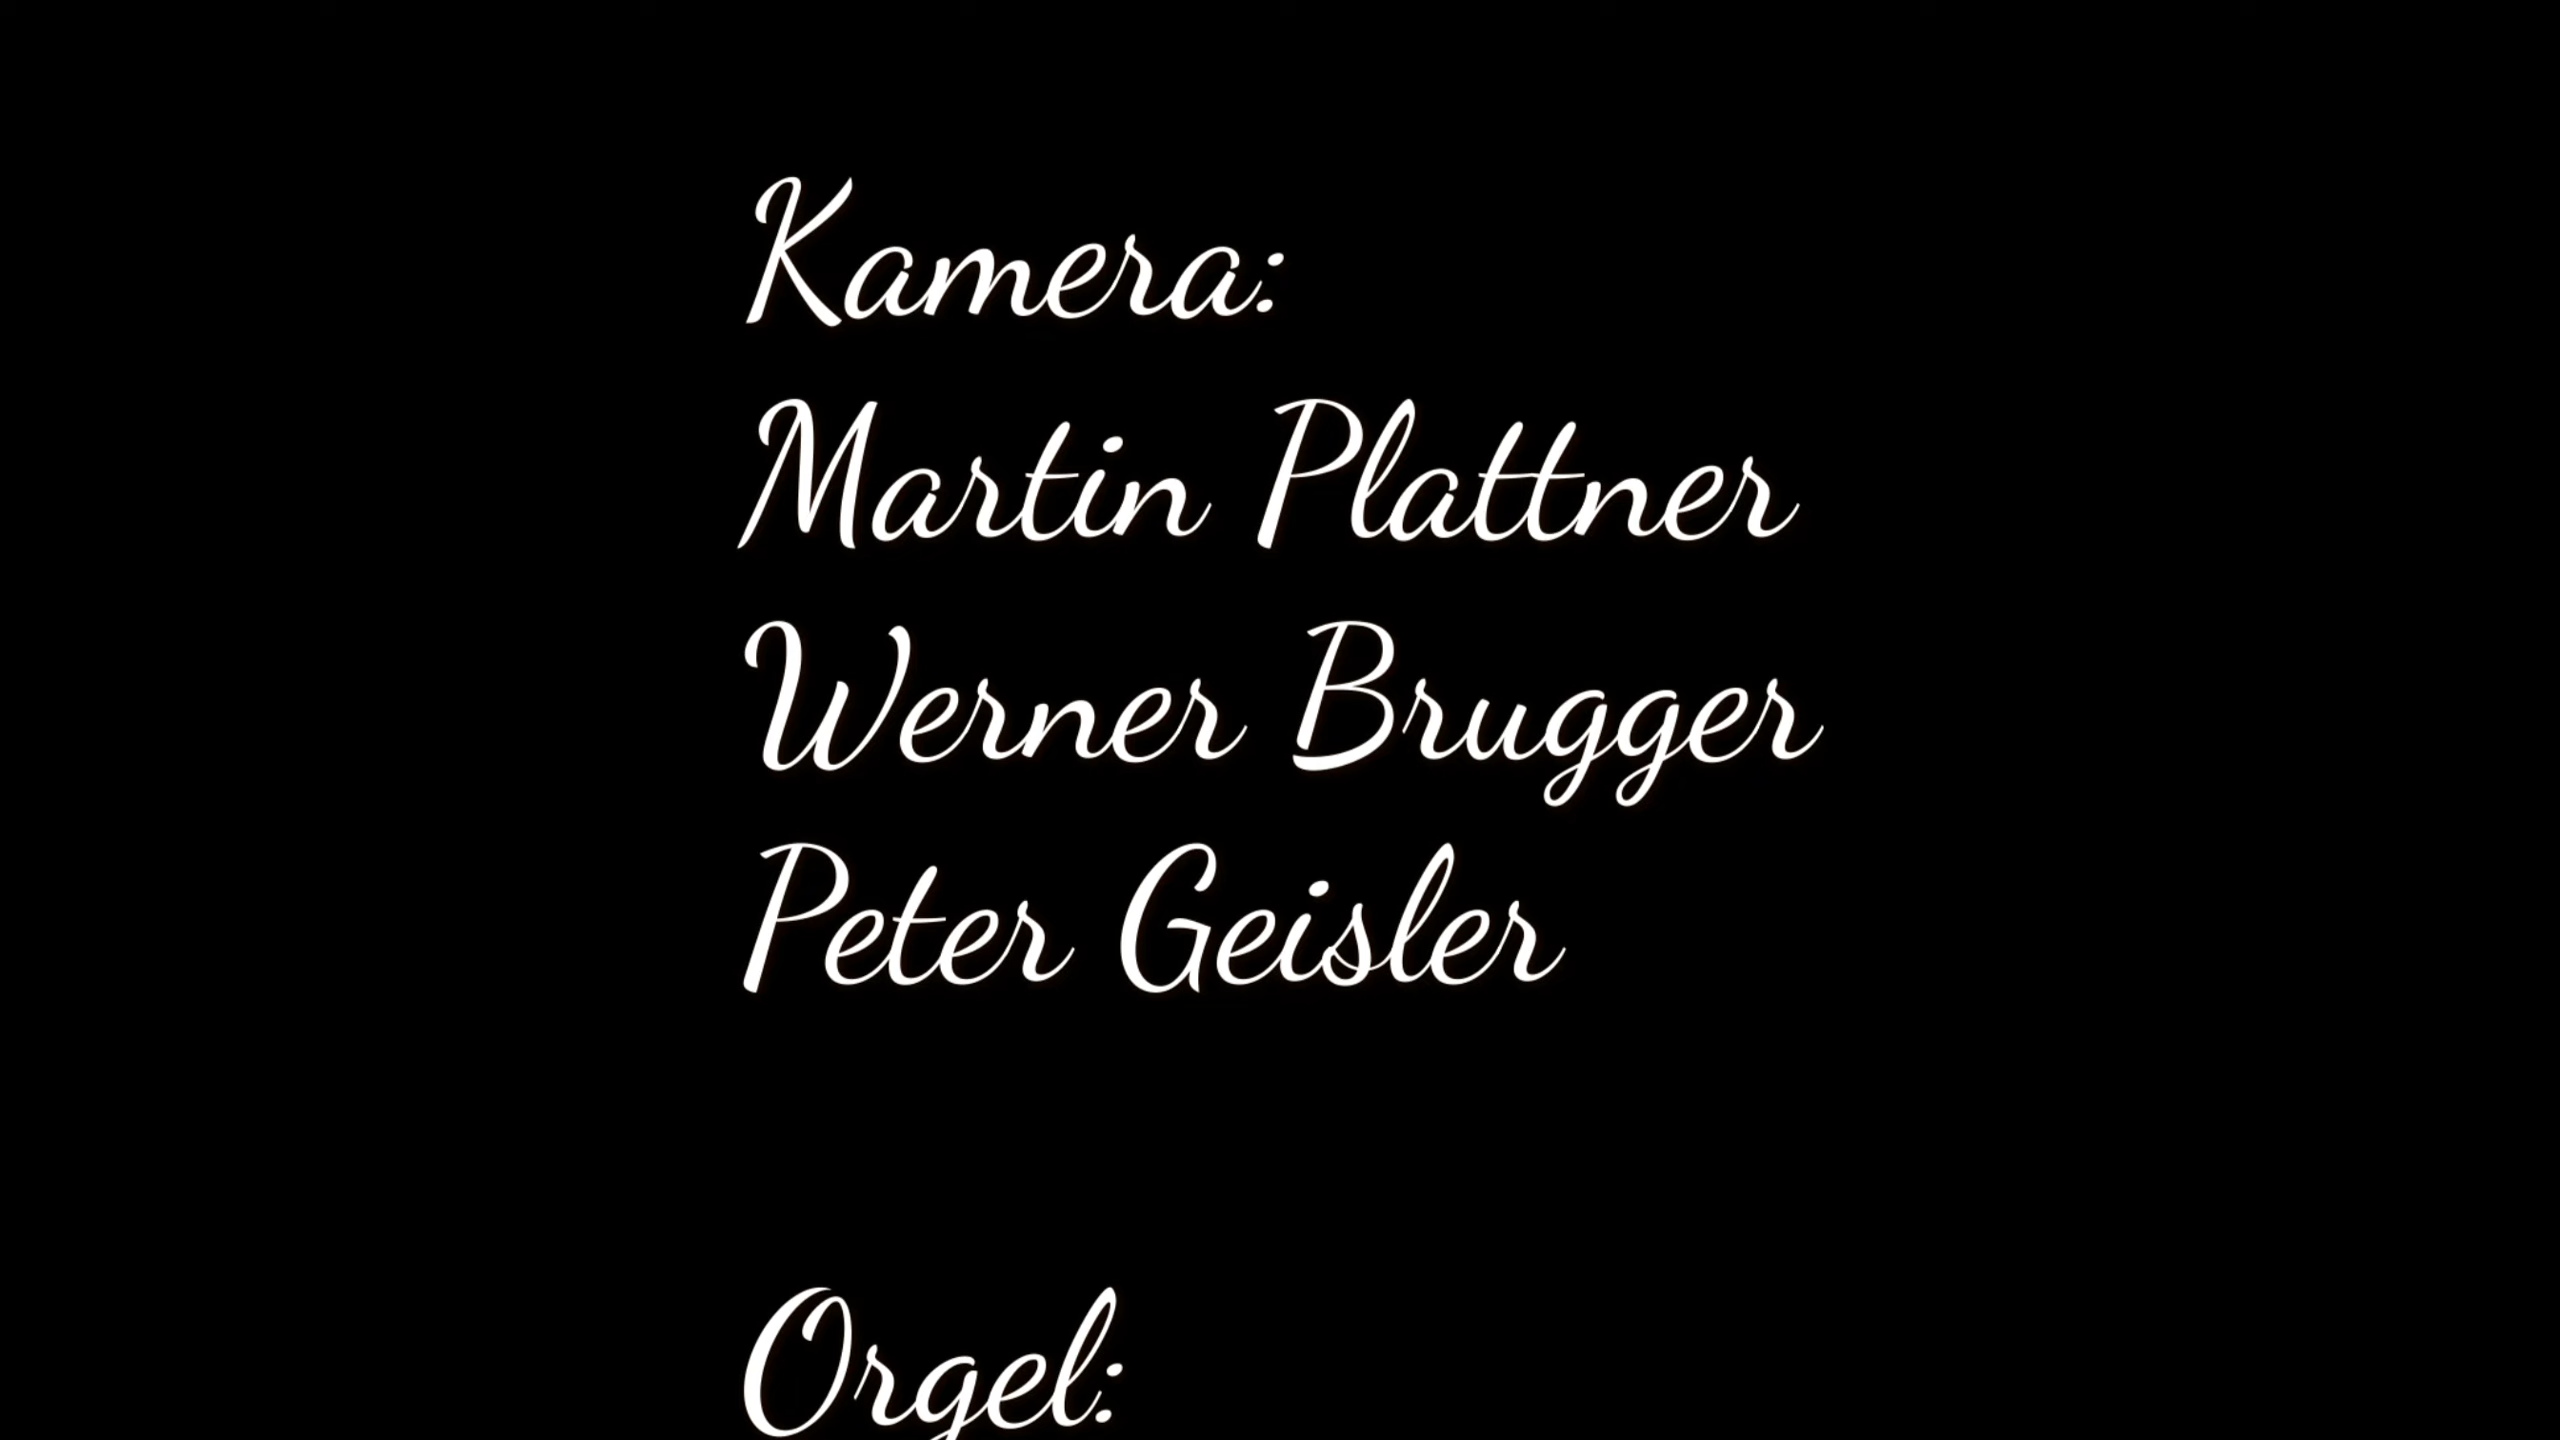 Kamera:
Martin Plattner
Werner Brugger
Peter Geisler
Orgel: